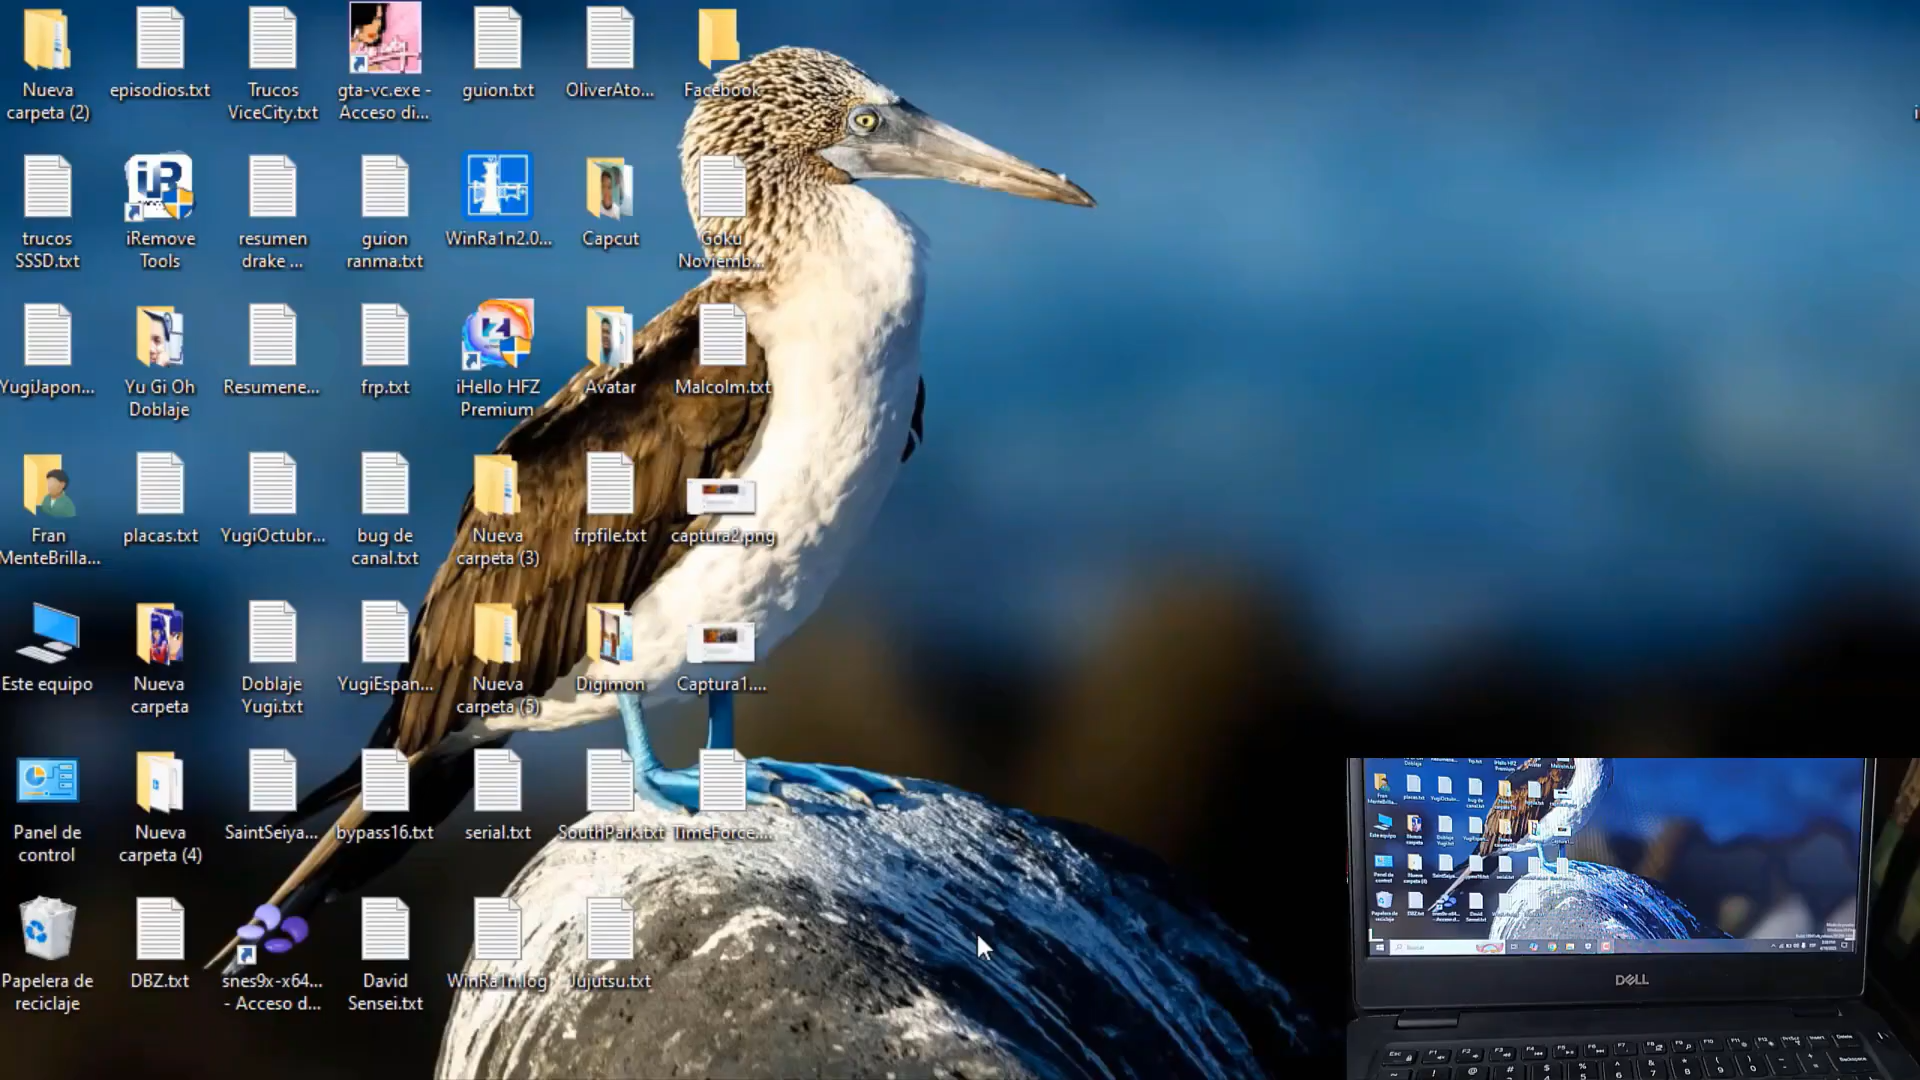 Nueva
carpeta (2)
episodios.txt
Trucos
ViceCity.txt
gta-vc.exe -
Acceso di...
guion.txt
OliverAto...
Facebook
trucos
SSSD.txt
iRemove
Tools
resumen
drake ...
guion
ranma.txt
WinRa1n2.0...
Capcut
Goku
Noviemb...
YugiJapon...
Yu Gi Oh
Doblaje
Resumene...
frp.txt
iHello HFZ
Premium
Avatar
Malcolm.txt
Fran
MenteBrilla...
placas.txt
YugiOctubr...
bug de
canal.txt
Nueva
carpeta (3)
frpfile.txt
captura2.png
Este equipo
Nueva
carpeta
Doblaje
Yugi.txt
YugiEspan...
Nueva
carpeta (5)
Digimon
Captura1....
Panel de
control
Nueva
carpeta (4)
SaintSeiya...
bypass16.txt
serial.txt
SouthPark.txt
TimeForce....
Papelera de
reciclaje
DBZ.txt
snes9x-x64...
- Acceso d...
David
Sensei.txt
WinRa1n.log
Jujutsu.txt
DELL